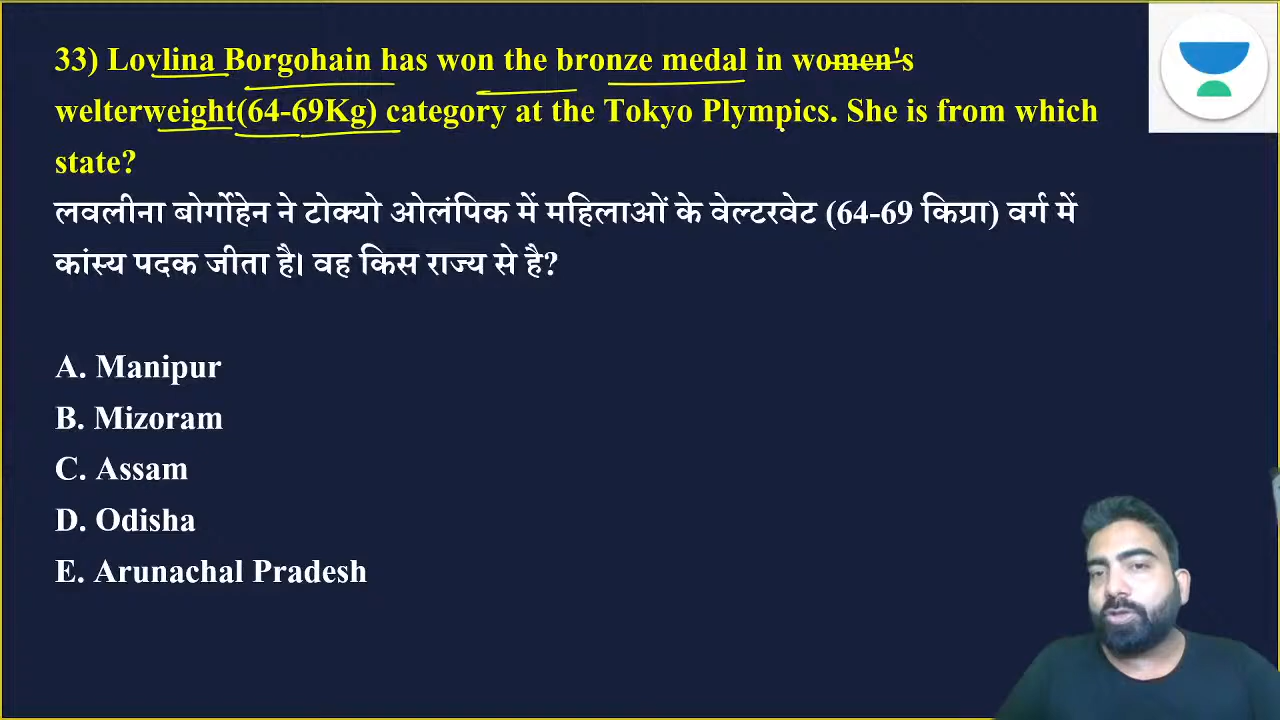 33) Lovlina Borgohain has won the bronze medal in women's
welterweight(64-69Kg) category at the Tokyo Plympics. She is from which
state?
लवलीना बोर्गोहेन ने टोक्यो ओलंपिक में महिलाओं के वेल्टरवेट (64-69 किग्रा) वर्ग में
कांस्य पदक जीता है। वह किस राज्य से है?
A. Manipur
B. Mizoram
C. Assam
D. Odisha
E. Arunachal Pradesh